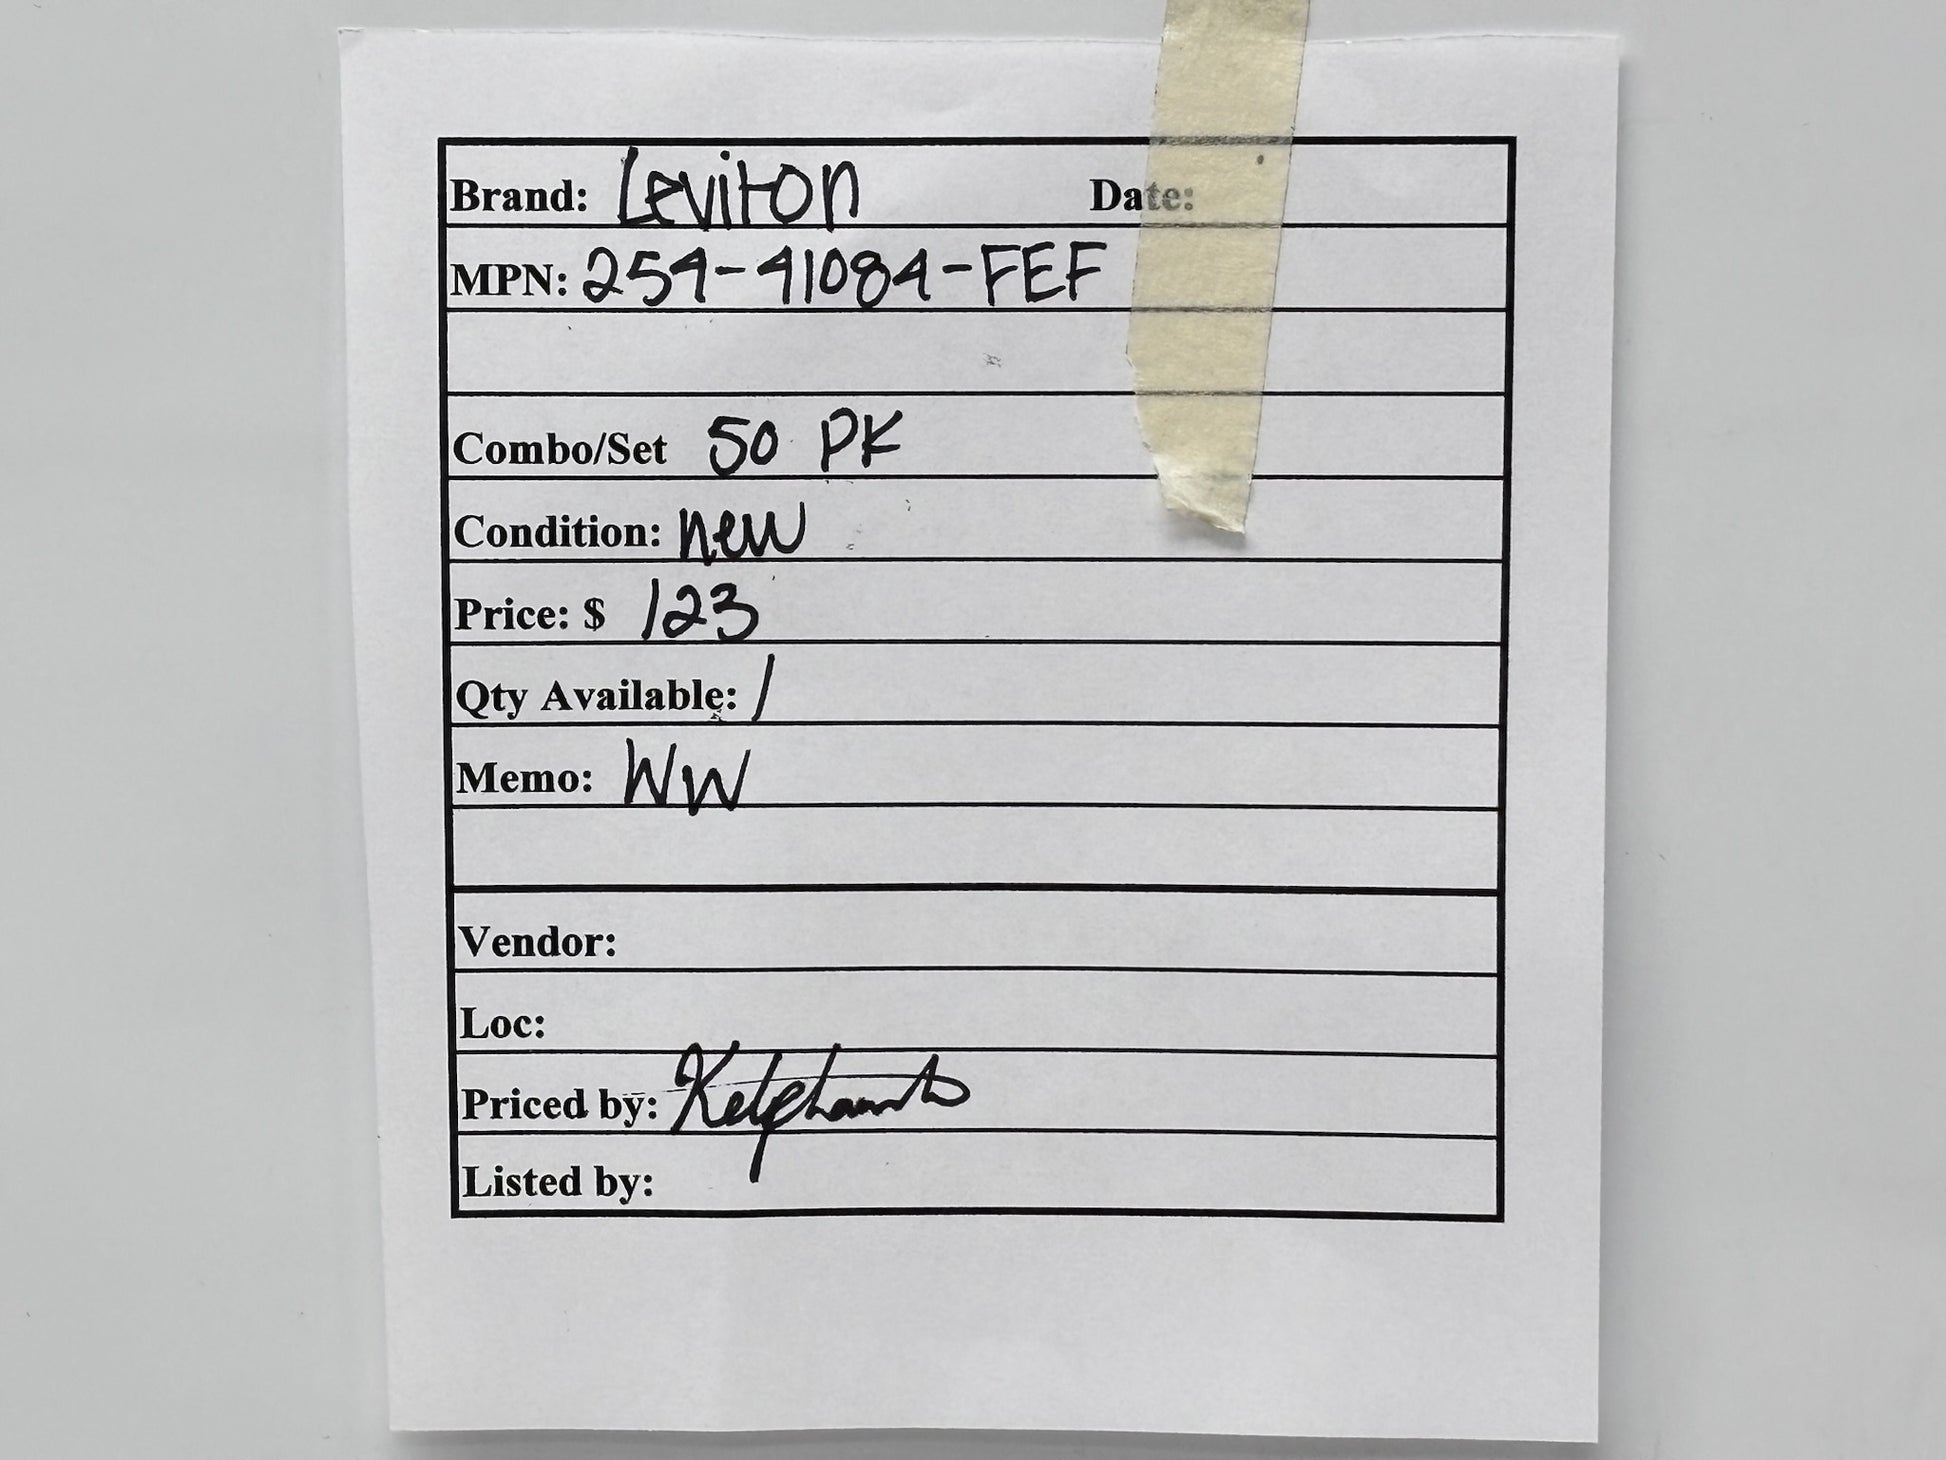 Brand: Leviton Date:
MPN: 254-41084-FEF
Combo/Set 50 PK
Condition: new
Price: $ 123
Qty Available: 1
Memo: WW
Vendor:
Loc:
Priced by:
Listed by: